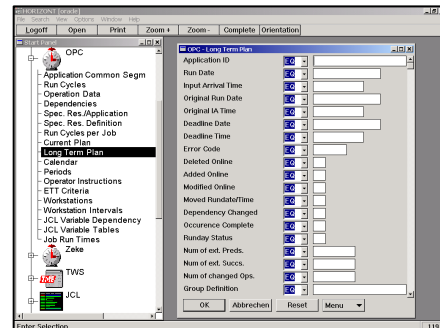 HORIZONT [oracle]
File Search View Options Window Help
Logoff Open Print Zoom + Zoom - Complete Orientation
Start Panel
OPC
Application Common Segm
Run Cycles
Operation Data
Dependencies
Spec. Res./Application
Spec. Res. Definition
Run Cycles per Job
Current Plan
Long Term Plan
Calendar
Periods
Operator Instructions
ETT Criteria
Workstations
Workstation Intervals
JCL Variable Dependency
JCL Variable Tables
Job Run Times
Zeke
TWS
JCL
OPC - Long Term Plan
Application ID EQ
Run Date EQ
Input Arrival Time EQ
Original Run Date EQ
Original IA Time EQ
Deadline Date EQ
Deadline Time EQ
Error Code EQ
Deleted Online EQ
Added Online EQ
Modified Online EQ
Moved Rundate/Time EQ
Dependency Changed EQ
Occurence Complete EQ
Runday Status EQ
Num of ext. Preds. EQ
Num of ext. Succs. EQ
Num of changed Ops. EQ
Group Definition EQ
OK Abbrechen Reset Menu
Enter Selection